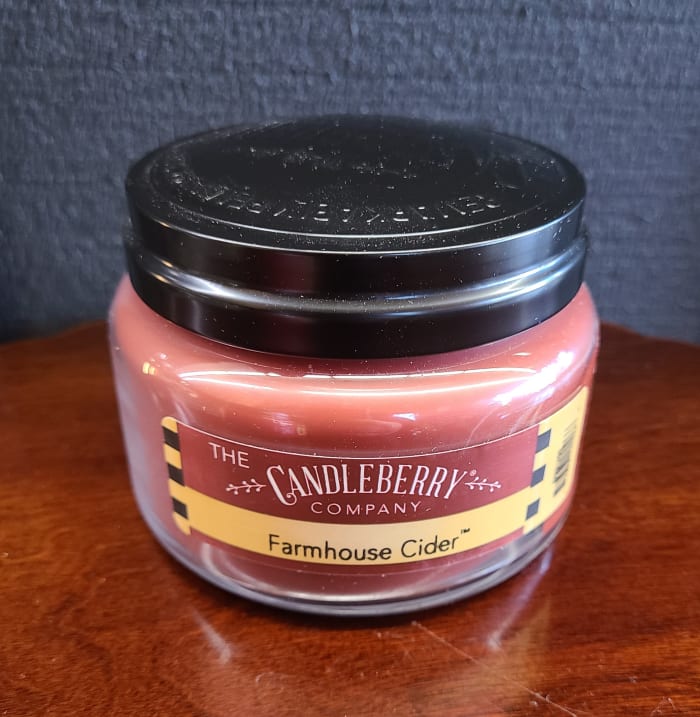 THE
CANDLEBERRY®
COMPANY
Farmhouse Cider™